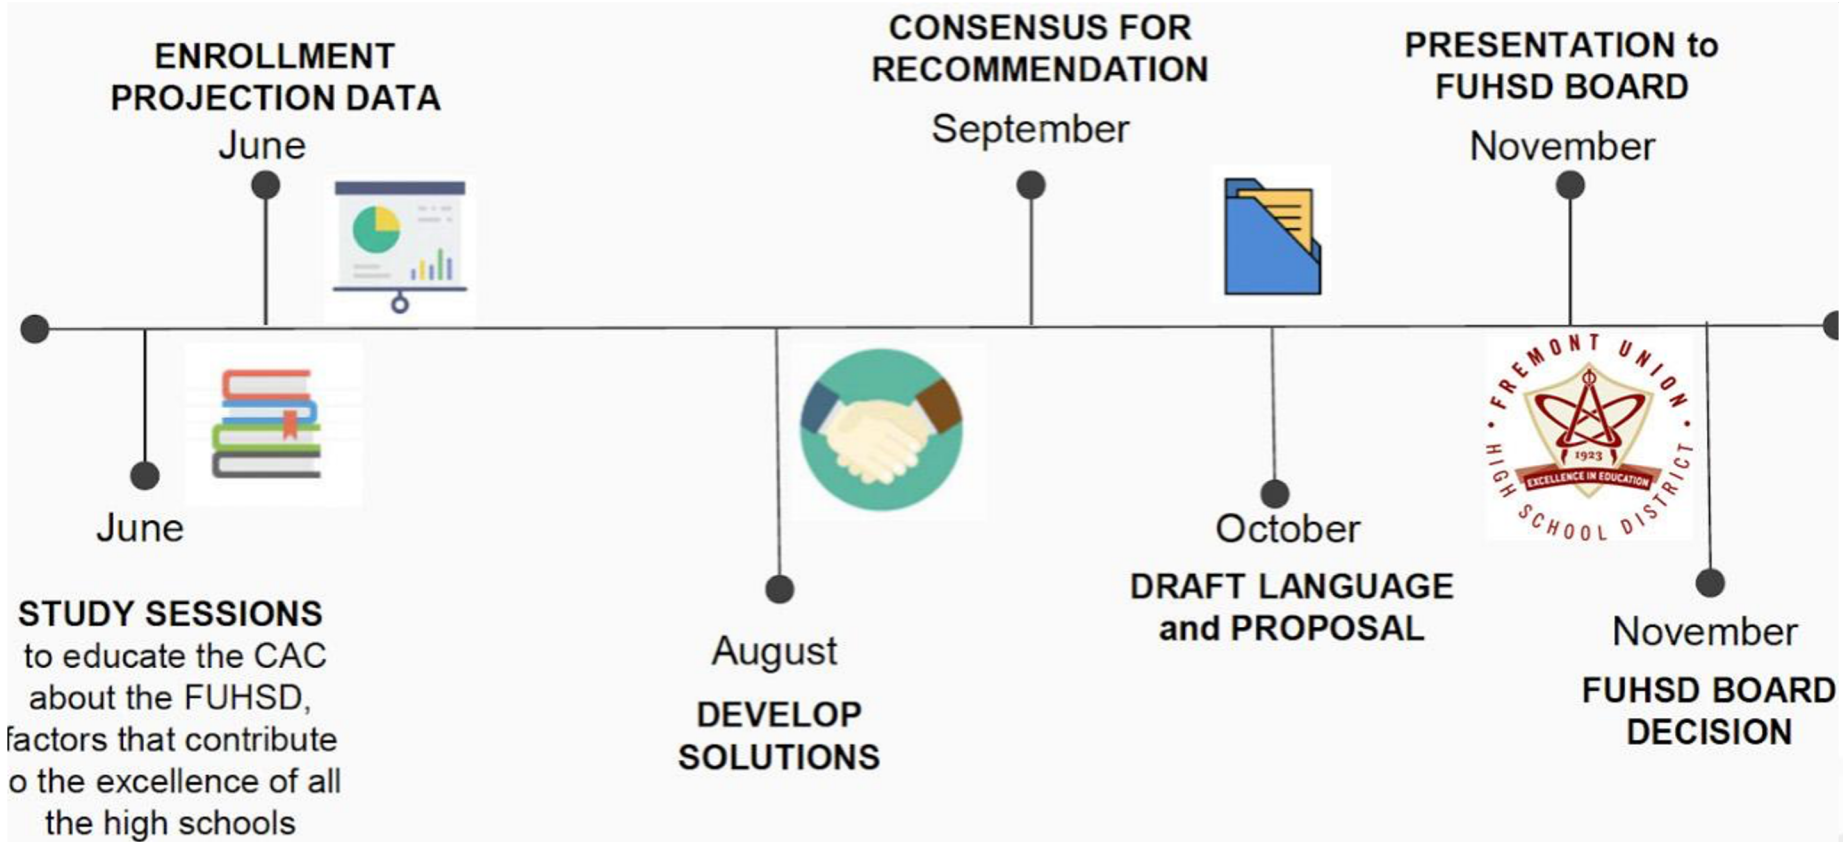 ENROLLMENT
PROJECTION DATA
June
CONSENSUS FOR
RECOMMENDATION
September
PRESENTATION to
FUHSD BOARD
November
June
STUDY SESSIONS
to educate the CAC
about the FUHSD,
factors that contribute
o the excellence of all
the high schools
August
DEVELOP
SOLUTIONS
October
DRAFT LANGUAGE
and PROPOSAL
• FREMONT UNION •
HIGH SCHOOL DISTRICT
1923
EXCELLENCE IN EDUCATION
November
FUHSD BOARD
DECISION